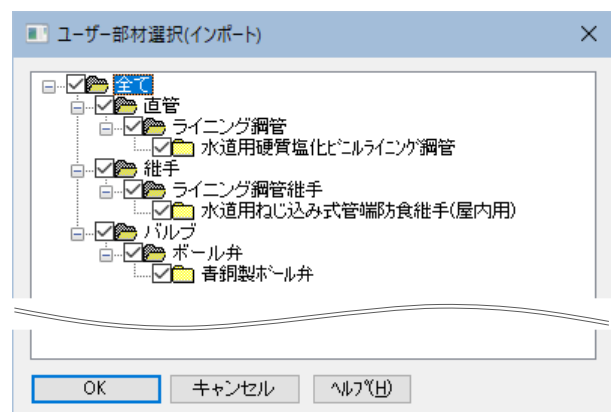 ユーザー部材選択(インポート)
全て
直管
ライニング鋼管
水道用硬質塩化ﾋﾞﾆﾙﾗｲﾆﾝｸﾞ鋼管
継手
ライニング鋼管継手
水道用ねじ込み式管端防食継手(屋内用)
バルブ
ボール弁
青銅製ﾎﾞｰﾙ弁
OK キャンセル ﾍﾙﾌﾟ(H)